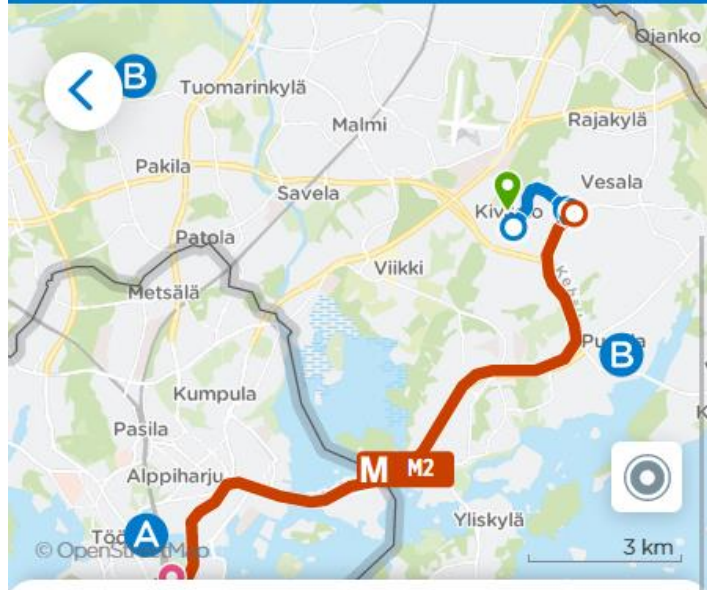 Ojanko
B
Tuomarinkylä
Malmi
Rajakylä
Pakila
Savela
Vesala
Patola
Viikki
Metsälä
Kumpula
B
Pasila
M M2
Alppiharju
Yliskylä
A
3 km
© OpenStreetMap